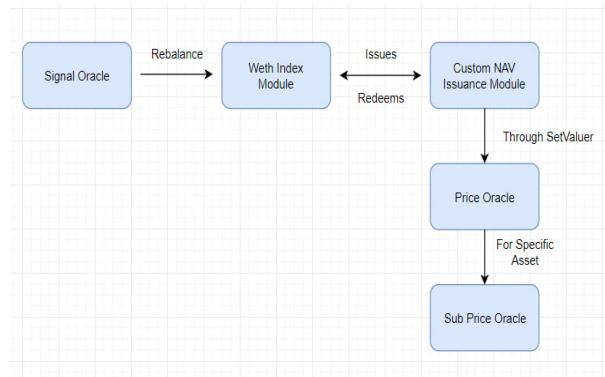 Signal Oracle
Rebalance
Weth Index
Module
Issues
Redeems
Custom NAV
Issuance Module
Through SetValuer
Price Oracle
For Specific
Asset
Sub Price Oracle